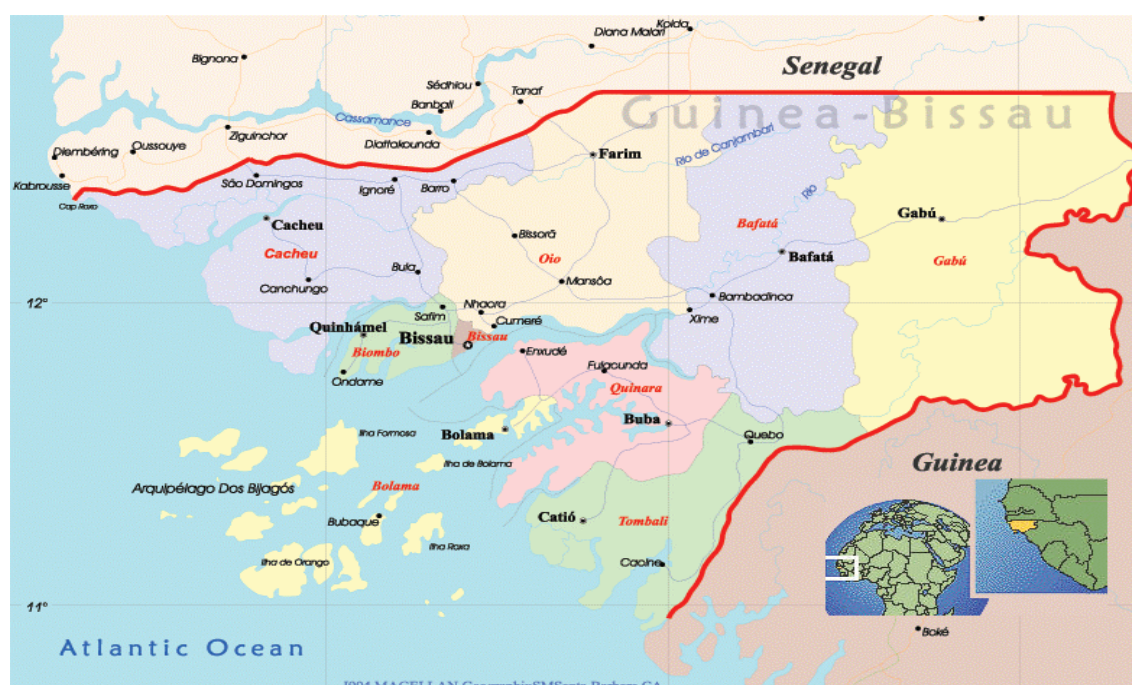 Kolda
Diana Malari
Bignona
Senegal
Sédhiou
Tanaf
Banbali
Guinea-Bissau
Cassamance
Ziguinchor
Diattakounda
Oussouye
Diembéring
Farim
Rio de Canjambari
Kabrousse
São Domingos
Ignoré
Barro
Rio
Cap Roxo
Cacheu
Gabú
Bafatá
Bissorã
Cacheu
Oio
Bafatá
Gabú
Bula
Canchungo
Mansôa
Bambadinca
12°
Nhacra
Safim
Cumeré
Xime
Quinhámel
Bissau
Bissau
Biombo
Enxudé
Ondame
Fulacunda
Quinara
Buba
Ilha Formosa
Bolama
Quebo
Ilha de Bolama
Guinea
Arquipélago Dos Bijagós
Bolama
Bubaque
Catió
Tombali
Ilha Roxa
Ilha de Orango
Cacine
11°
Boké
Atlantic Ocean